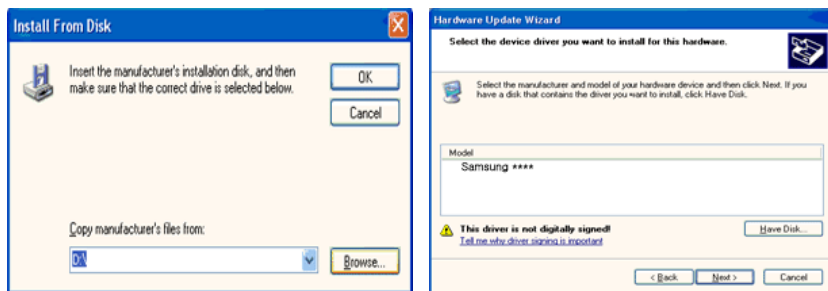 Install From Disk
Insert the manufacturer's installation disk, and then
make sure that the correct drive is selected below.
OK
Cancel
Copy manufacturer's files from:
D:\
Browse...
Hardware Update Wizard
Select the device driver you want to install for this hardware.
Select the manufacturer and model of your hardware device and then click Next. If you
have a disk that contains the driver you want to install, click Have Disk.
Model
Samsung ****
This driver is not digitally signed!
Tell me why driver signing is important
Have Disk...
< Back
Next >
Cancel